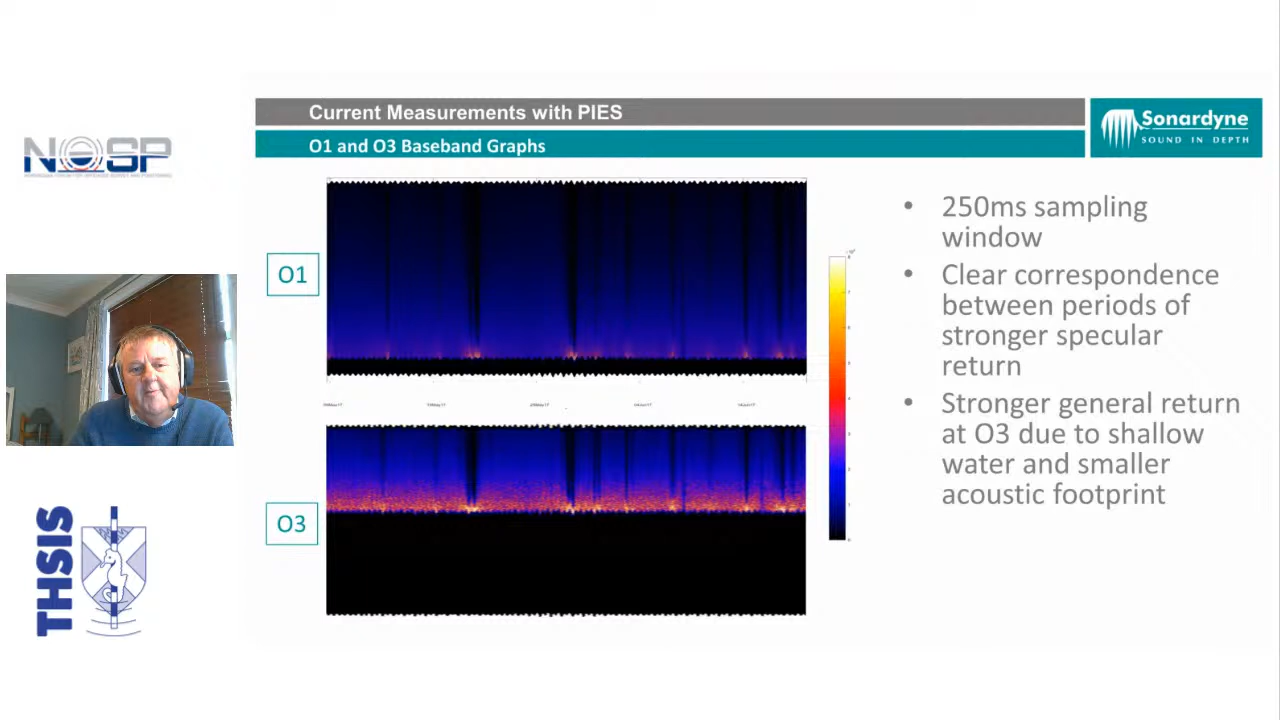 Current Measurements with PIES
O1 and O3 Baseband Graphs
Sonardyne
SOUND IN DEPTH
NOSP
O1
O3
• 250ms sampling
window
• Clear correspondence
between periods of
stronger specular
return
• Stronger general return
at O3 due to shallow
water and smaller
acoustic footprint
THSIS